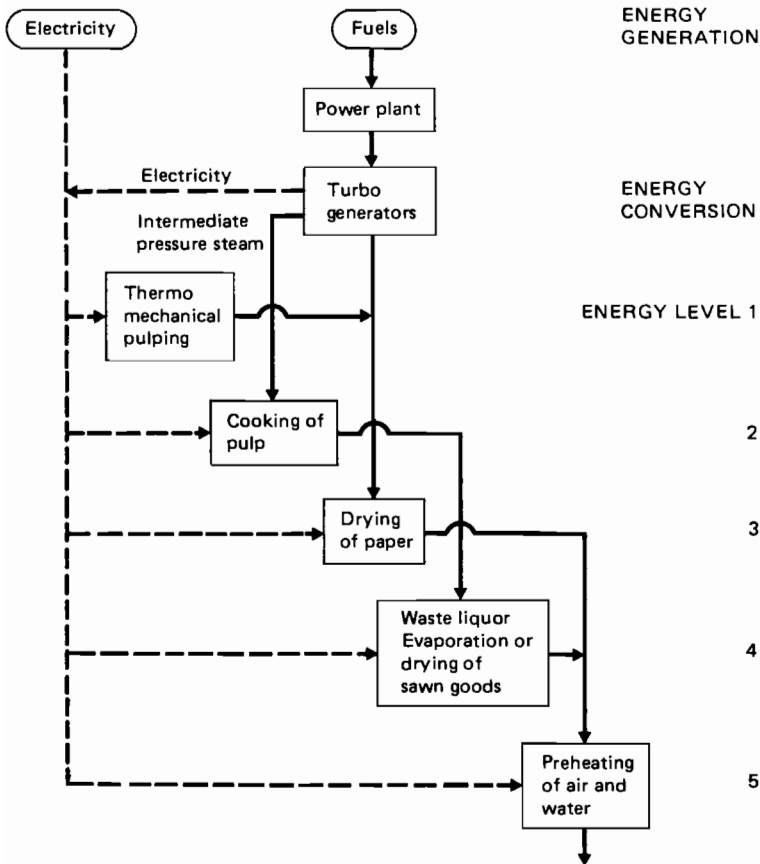 Electricity
Fuels
ENERGY
GENERATION
Power plant
Electricity
Turbo
generators
ENERGY
CONVERSION
Intermediate
pressure steam
Thermo
mechanical
pulping
ENERGY LEVEL 1
Cooking of
pulp
2
Drying
of paper
3
Waste liquor
Evaporation or
drying of
sawn goods
4
Preheating
of air and
water
5